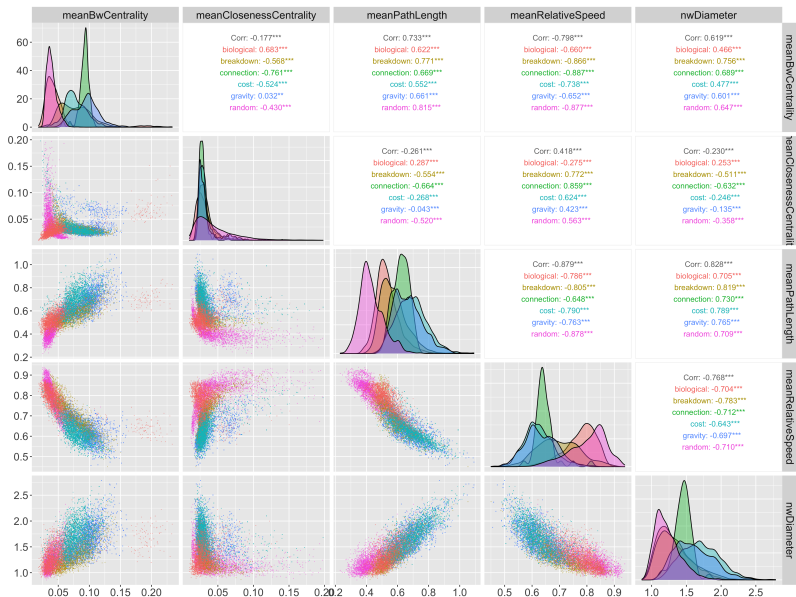 meanBwCentrality meanClosenessCentrality meanPathLength meanRelativeSpeed nwDiameter
60
40
20
0
Corr: -0.177***
biological: 0.683***
breakdown: -0.568***
connection: -0.761***
cost: -0.524***
gravity: 0.032**
random: -0.430***
Corr: 0.733***
biological: 0.622***
breakdown: 0.771***
connection: 0.669***
cost: 0.552***
gravity: 0.661***
random: 0.815***
Corr: -0.798***
biological: -0.660***
breakdown: -0.866***
connection: -0.887***
cost: -0.738***
gravity: -0.652***
random: -0.877***
Corr: 0.619***
biological: 0.466***
breakdown: 0.756***
connection: 0.689***
cost: 0.477***
gravity: 0.601***
random: 0.647***
meanBwCentrality
0.20
0.15
0.10
0.05
Corr: -0.261***
biological: 0.287***
breakdown: -0.554***
connection: -0.664***
cost: -0.268***
gravity: -0.043***
random: -0.520***
Corr: 0.418***
biological: -0.275***
breakdown: 0.772***
connection: 0.859***
cost: 0.624***
gravity: 0.423***
random: 0.563***
Corr: -0.230***
biological: 0.253***
breakdown: -0.511***
connection: -0.632***
cost: -0.246***
gravity: -0.135***
random: -0.358***
neanClosenessCentrali
1.0
0.8
0.6
0.4
0.2
Corr: -0.879***
biological: -0.786***
breakdown: -0.805***
connection: -0.648***
cost: -0.790***
gravity: -0.763***
random: -0.878***
Corr: 0.828***
biological: 0.705***
breakdown: 0.819***
connection: 0.730***
cost: 0.789***
gravity: 0.765***
random: 0.709***
meanPathLength
0.9
0.8
0.7
0.6
0.5
Corr: -0.768***
biological: -0.704***
breakdown: -0.783***
connection: -0.712***
cost: -0.643***
gravity: -0.697***
random: -0.710***
meanRelativeSpeed
2.5
2.0
1.5
1.0
nwDiameter
0.05 0.10 0.15 0.20 0.05 0.10 0.15 0.20 0.2 0.4 0.6 0.8 1.0 0.5 0.6 0.7 0.8 0.9 1.0 1.5 2.0 2.5